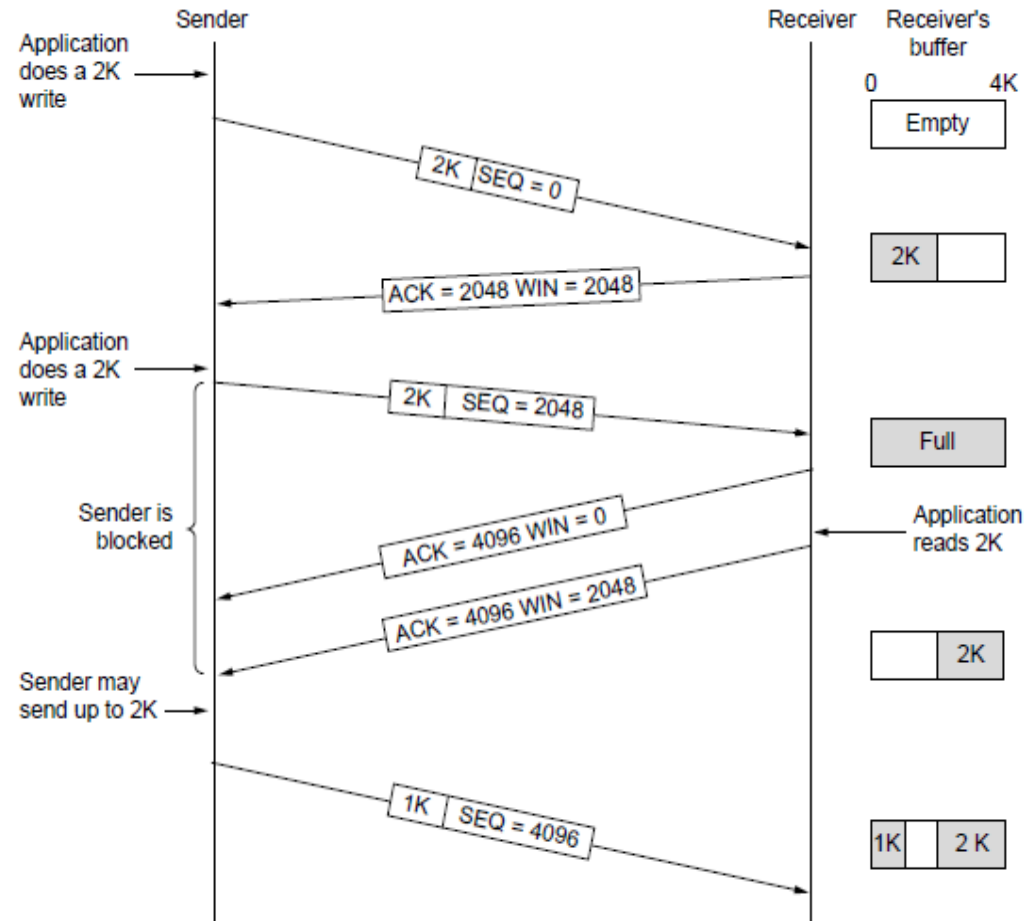 Sender
Receiver
Receiver's
buffer
Application
does a 2K
write
0 4K
Empty
2K SEQ = 0
2K
ACK = 2048 WIN = 2048
Application
does a 2K
write
2K SEQ = 2048
Full
Sender is
blocked
ACK = 4096 WIN = 0
Application
reads 2K
ACK = 4096 WIN = 2048
2K
Sender may
send up to 2K
1K SEQ = 4096
1K 2 K